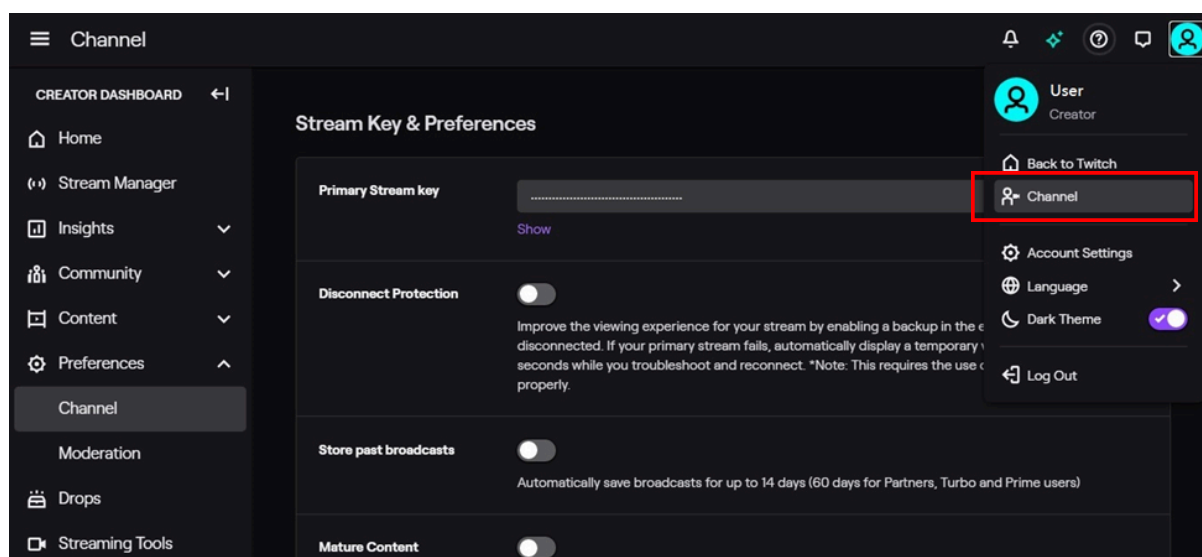 Channel
CREATOR DASHBOARD
Home
Stream Manager
Insights
Community
Content
Preferences
Channel
Moderation
Drops
Streaming Tools
Stream Key & Preferences
Primary Stream key
Show
Disconnect Protection
Improve the viewing experience for your stream by enabling a backup in the e
disconnected. If your primary stream fails, automatically display a temporary
seconds while you troubleshoot and reconnect. *Note: This requires the use
properly.
Store past broadcasts
Automatically save broadcasts for up to 14 days (60 days for Partners, Turbo and Prime users)
Mature Content
User
Creator
Back to Twitch
Channel
Account Settings
Language
Dark Theme
Log Out